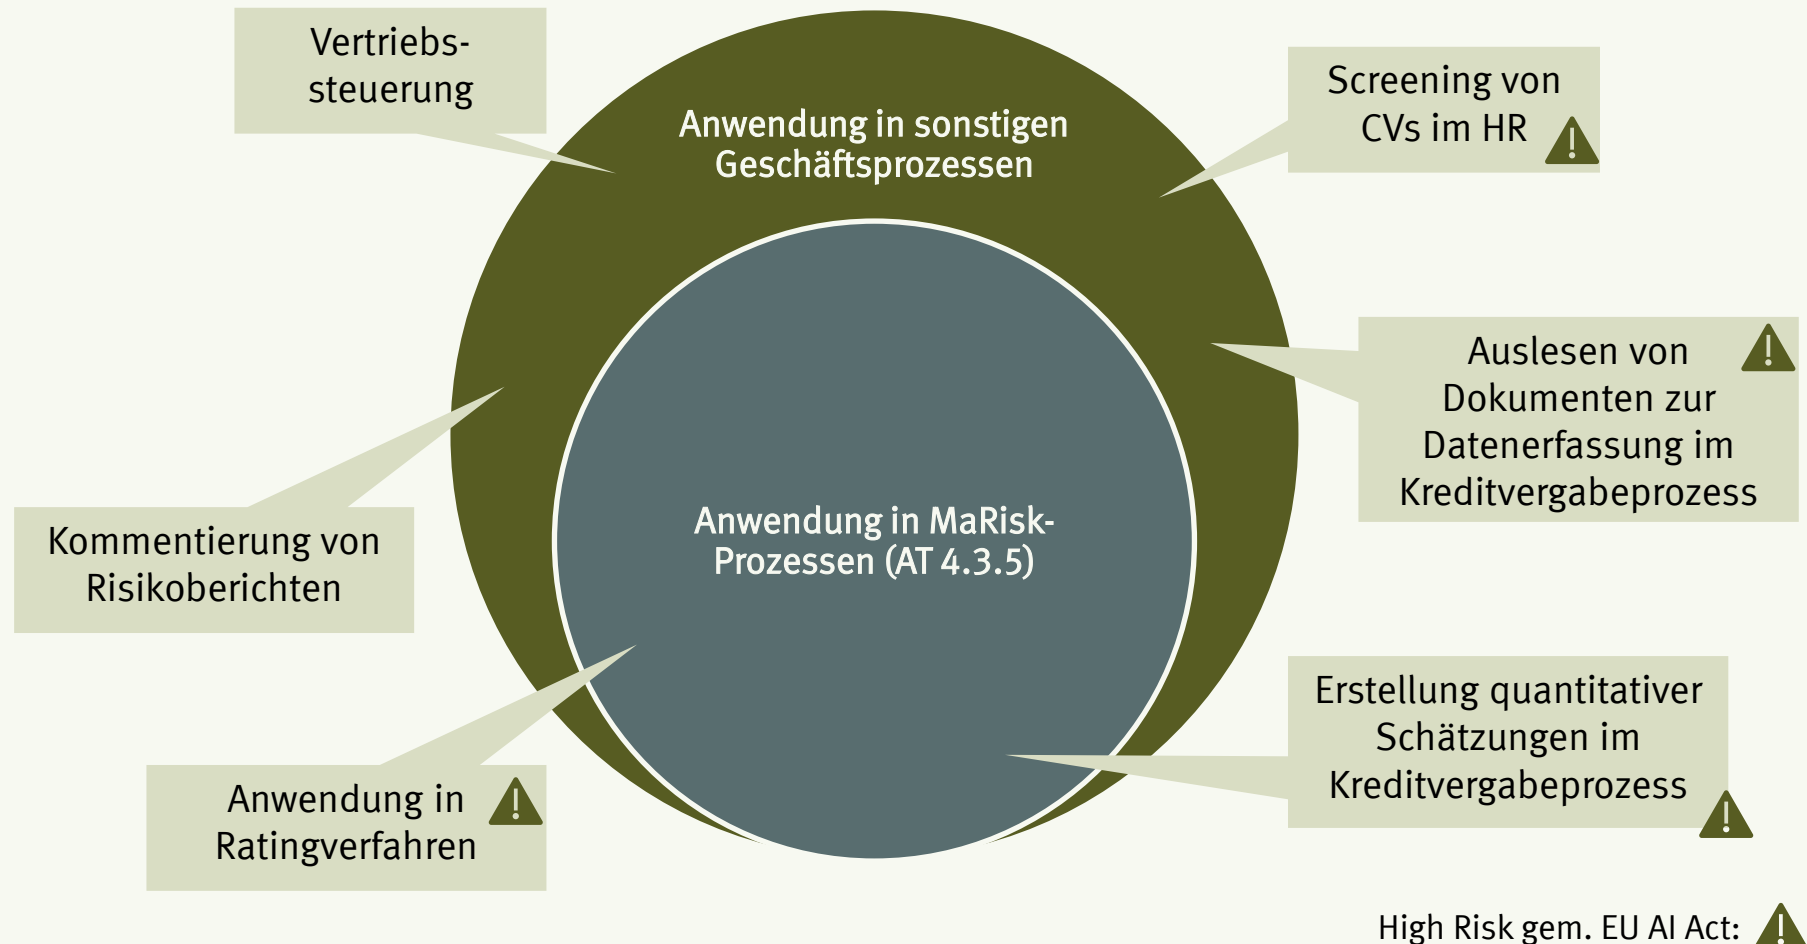 Vertriebs-
steuerung
Anwendung in sonstigen
Geschäftsprozessen
Screening von
CVs im HR
Auslesen von
Dokumenten zur
Datenerfassung im
Kreditvergabeprozess
Kommentierung von
Risikoberichten
Anwendung in MaRisk-
Prozessen (AT 4.3.5)
Erstellung quantitativer
Schätzungen im
Kreditvergabeprozess
Anwendung in
Ratingverfahren
High Risk gem. EU AI Act: